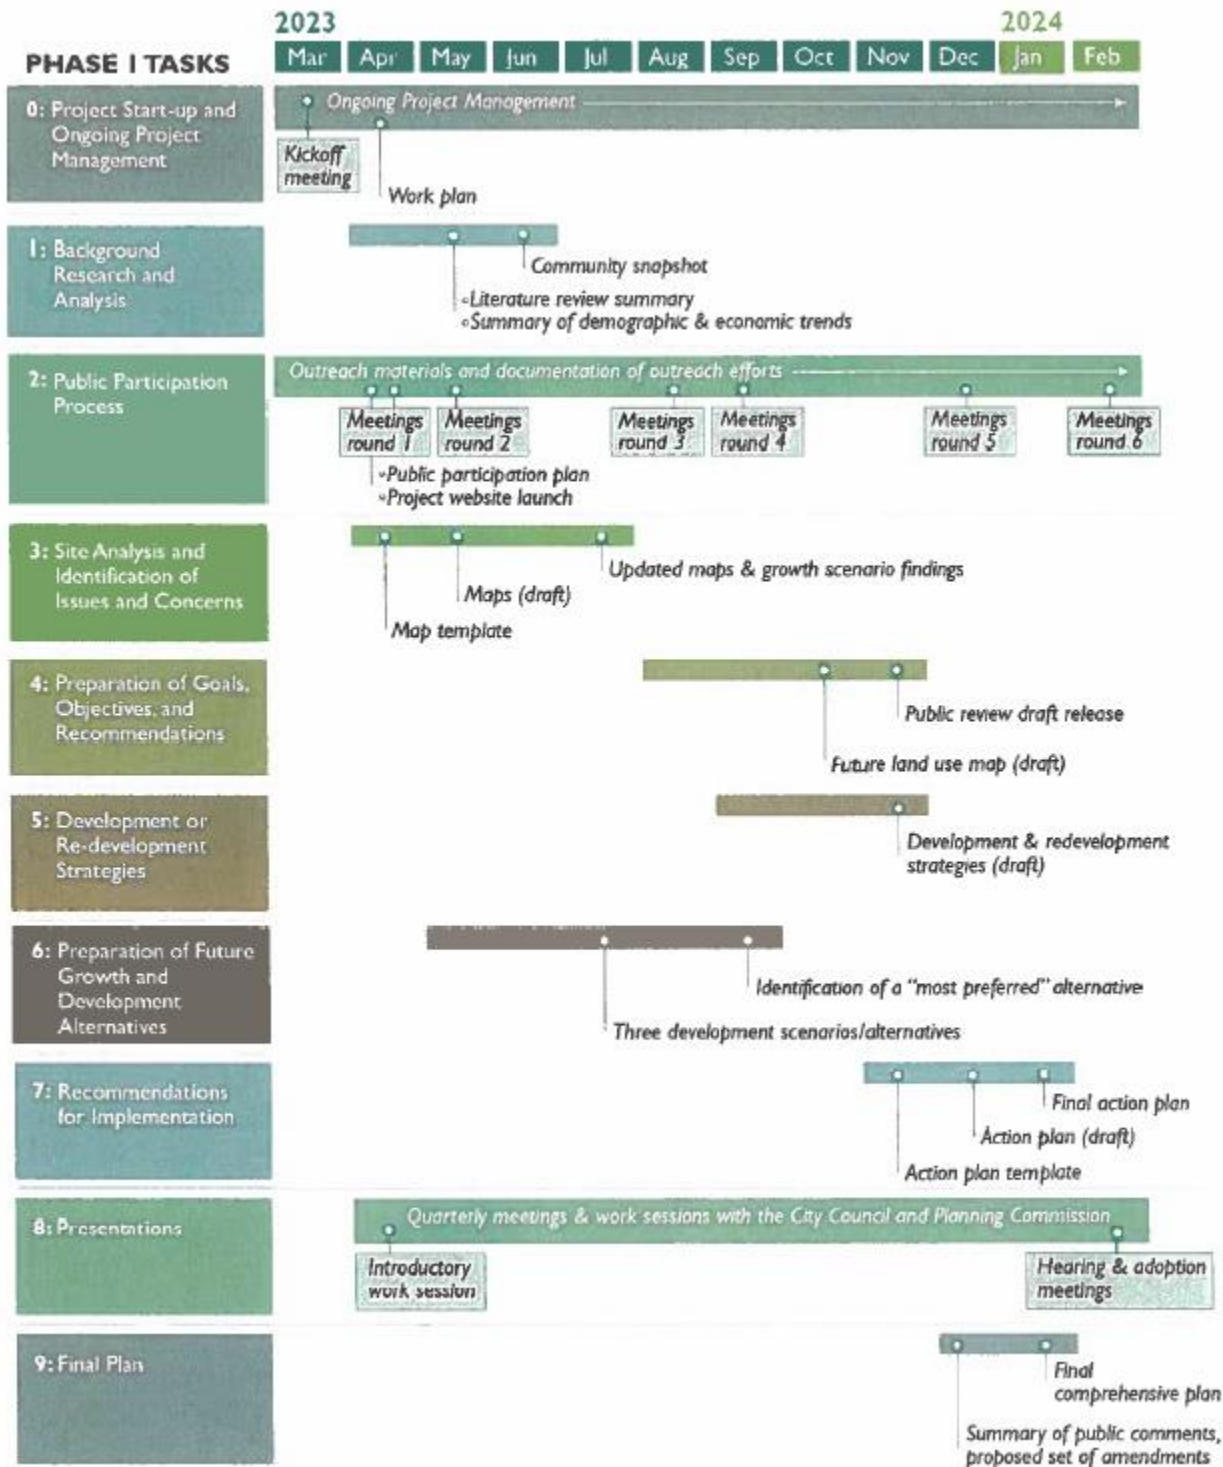 2023
2024
PHASE I TASKS
Mar Apr May Jun Jul Aug Sep Oct Nov Dec Jan Feb
0: Project Start-up and
Ongoing Project
Management
Ongoing Project Management
Kickoff
meeting
Work plan
1: Background
Research and
Analysis
Community snapshot
Literature review summary
Summary of demographic & economic trends
2: Public Participation
Process
Outreach materials and documentation of outreach efforts
Meetings
round 1
Meetings
round 2
Meetings
round 3
Meetings
round 4
Meetings
round 5
Meetings
round 6
Public participation plan
Project website launch
3: Site Analysis and
Identification of
Issues and Concerns
Updated maps & growth scenario findings
Maps (draft)
Map template
4: Preparation of Goals,
Objectives, and
Recommendations
Public review draft release
Future land use map (draft)
5: Development or
Re-development
Strategies
Development & redevelopment
strategies (draft)
6: Preparation of Future
Growth and
Development
Alternatives
Identification of a "most preferred" alternative
Three development scenarios/alternatives
7: Recommendations
for Implementation
Final action plan
Action plan (draft)
Action plan template
8: Presentations
Quarterly meetings & work sessions with the City Council and Planning Commission
Introductory
work session
Hearing & adoption
meetings
9: Final Plan
Final
comprehensive plan
Summary of public comments,
proposed set of amendments